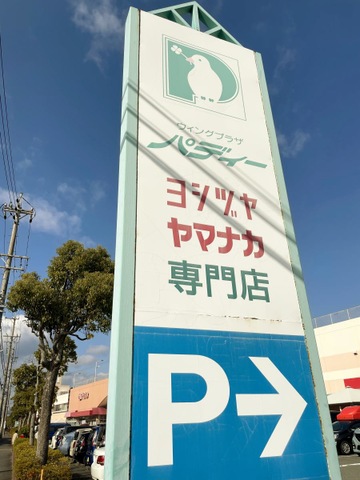 ウィングプラザ
パディー
ヨシヅヤ
ヤマナカ
専門店
P→